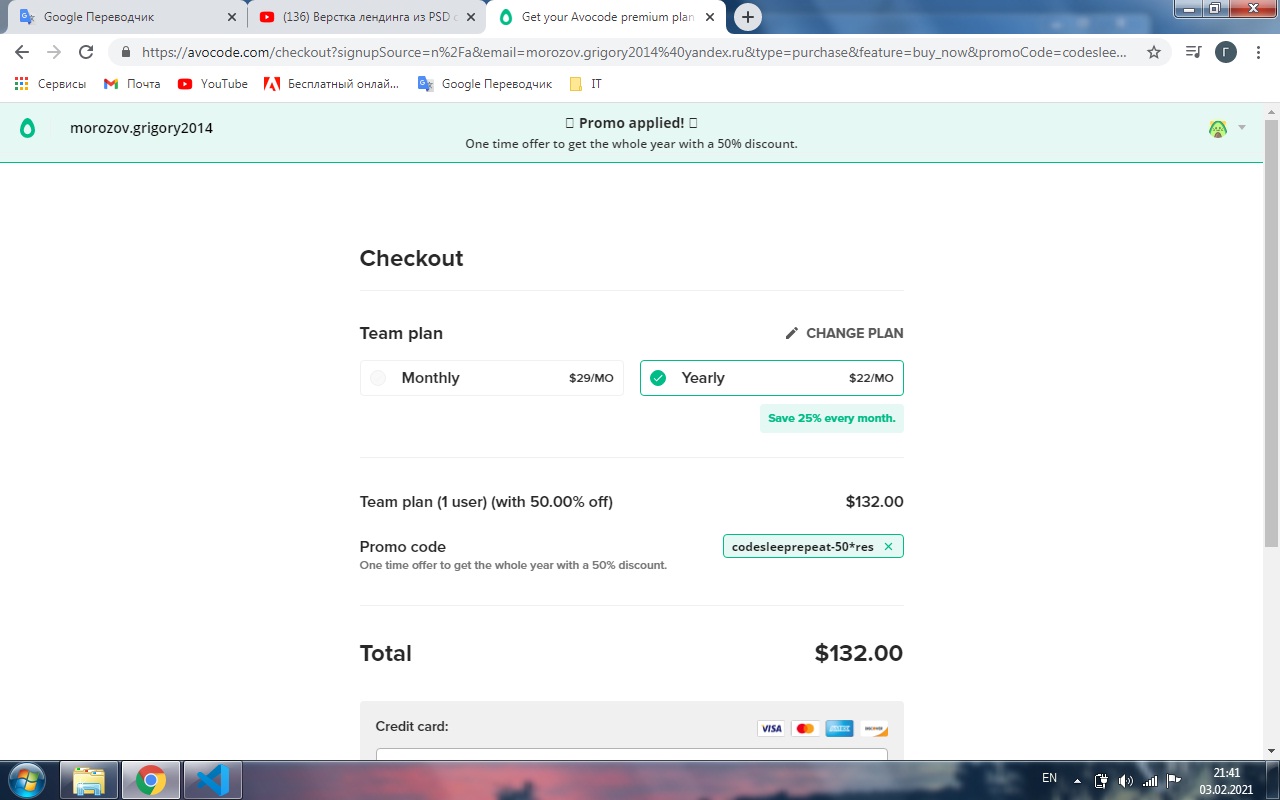 Google Переводчик
(136) Верстка лендинга из PSD
Get your Avocode premium plan
https://avocode.com/checkout?signupSource=n%2Fa&email=morozov.grigory2014%40yandex.ru&type=purchase&feature=buy_now&promoCode=codeslee...
Г
Сервисы
Почта
YouTube
Бесплатный онлай...
Google Переводчик
IT
morozov.grigory2014
Promo applied!
One time offer to get the whole year with a 50% discount.
Checkout
Team plan
CHANGE PLAN
Monthly $29/MO
Yearly $22/MO
Save 25% every month.
Team plan (1 user) (with 50.00% off) $132.00
Promo code
codesleeprepeat-50*res
One time offer to get the whole year with a 50% discount.
Total $132.00
Credit card:
VISA
EN
21:41
03.02.2021